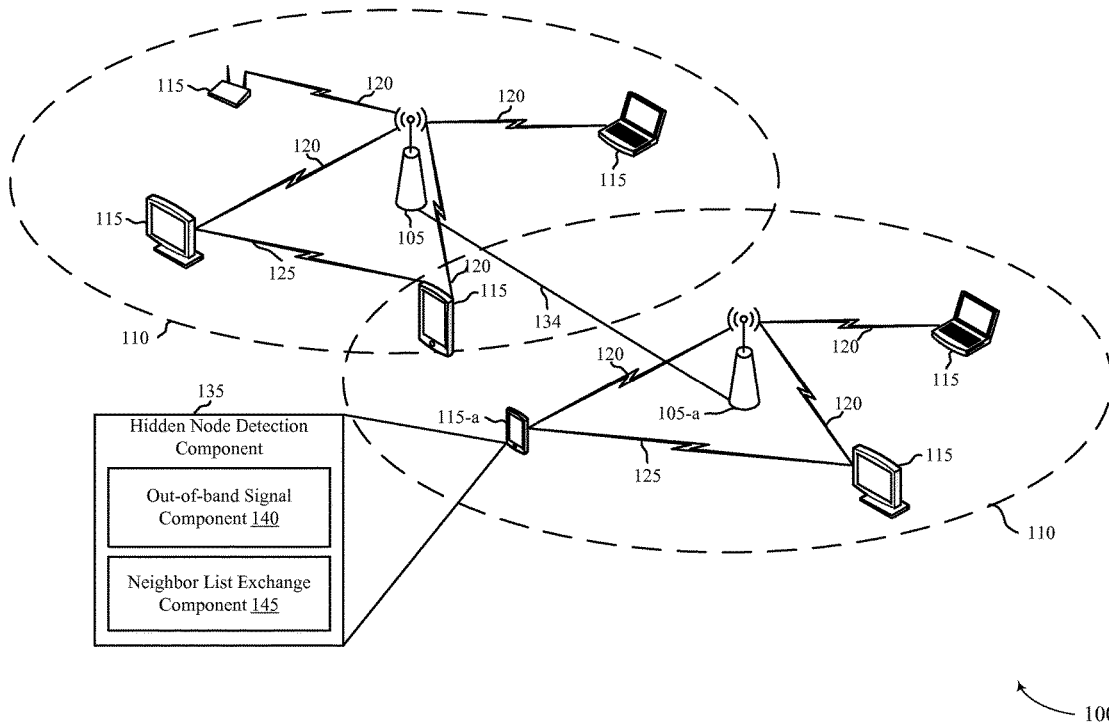 115
120
120
120
115
115
105
125
120
115
134
110
120
120
115
105-a
120
135
115-a
Hidden Node Detection
Component
125
115
Out-of-band Signal
Component 140
110
Neighbor List Exchange
Component 145
100